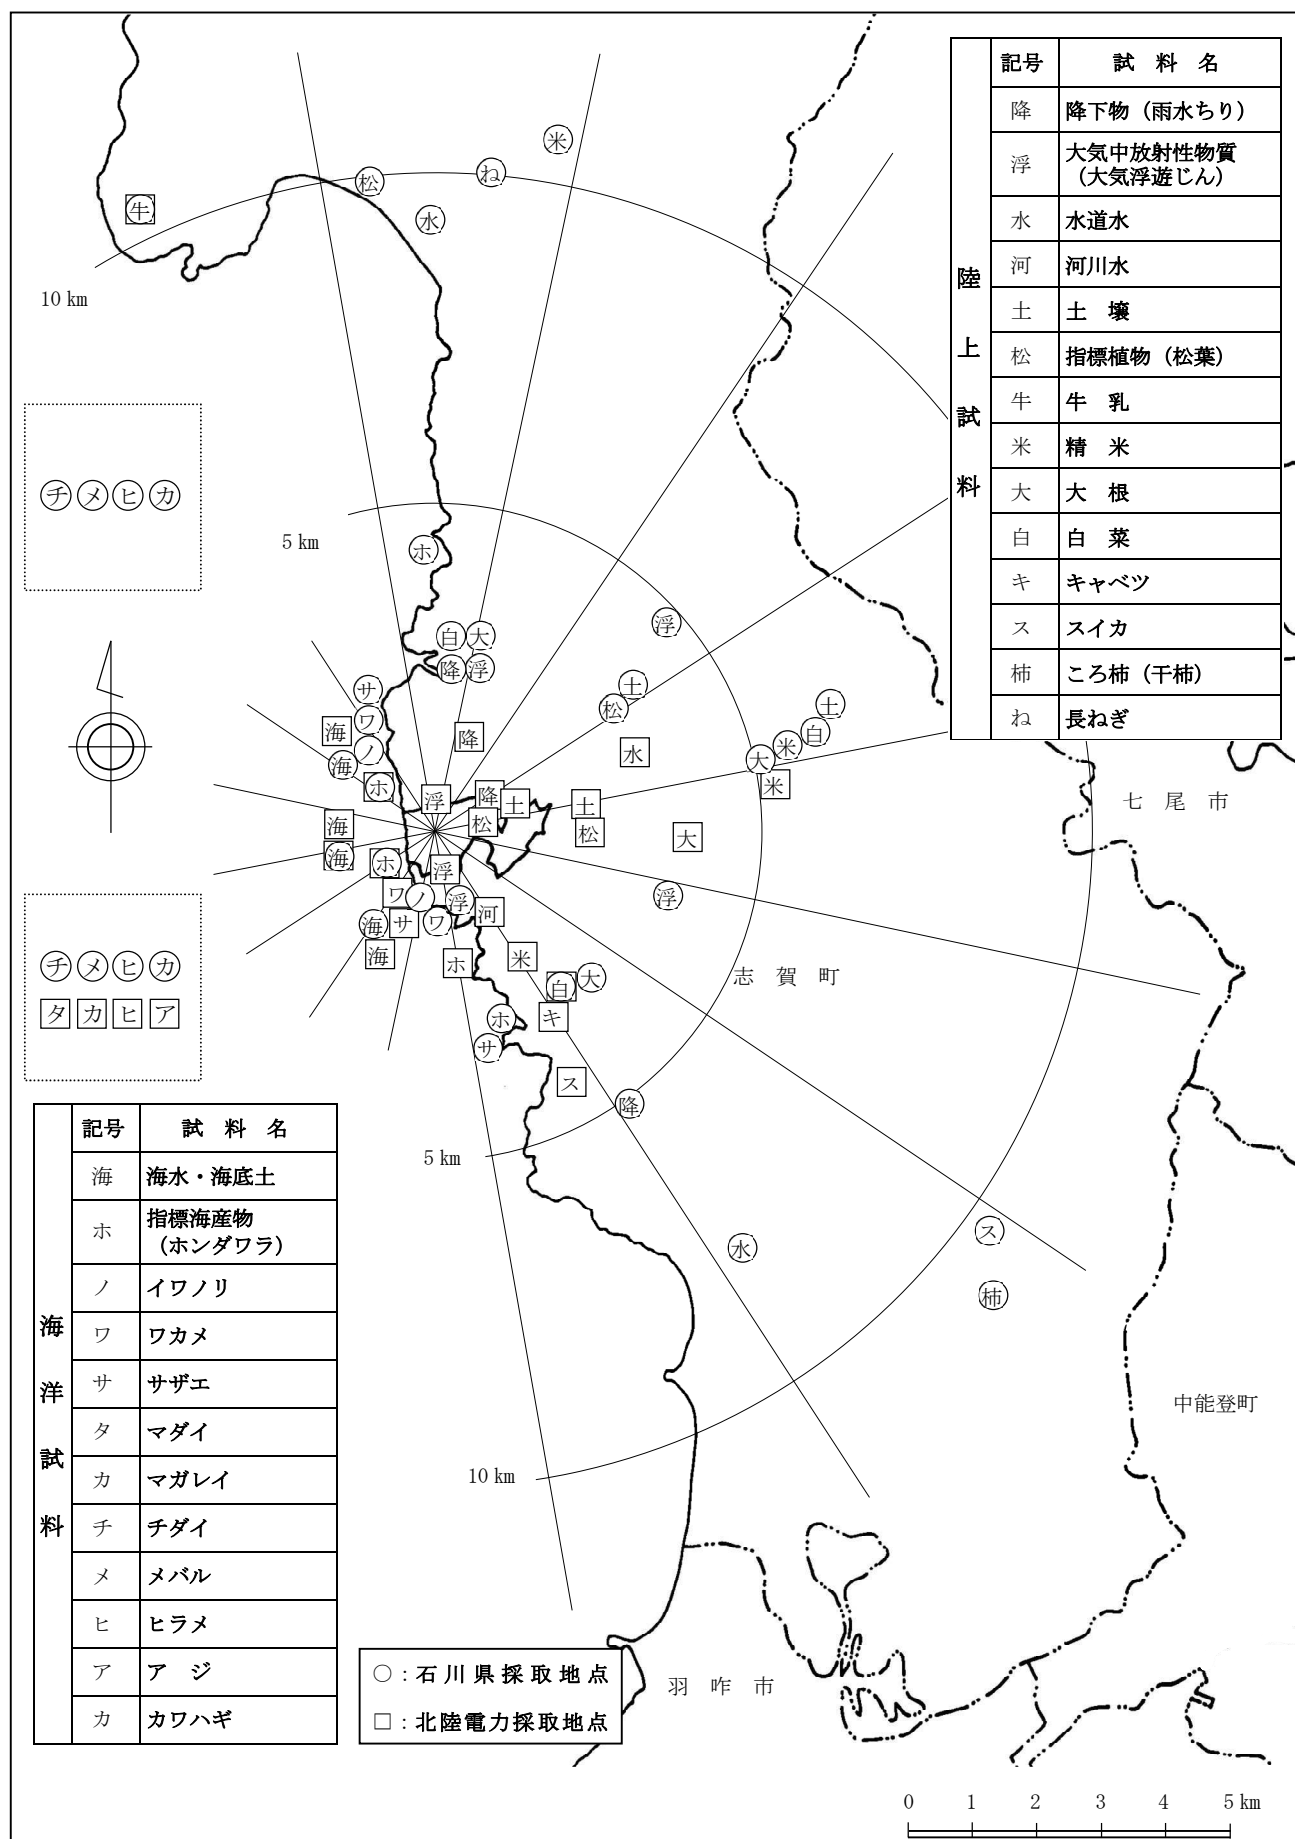 記号 試 料 名
降 降下物（雨水ちり）
浮 大気中放射性物質
（大気浮遊じん）
水 水道水
河 河川水
土 土 壌
松 指標植物（松葉）
牛 牛 乳
米 精 米
大 大 根
白 白 菜
キ キャベツ
ス スイカ
柿 ころ柿（干柿）
ね 長ねぎ
陸上試料
米
ね
松
水
牛
10 km
チ メ ヒ カ
5 km
ホ
浮
白 大
降 浮
サ
土
松
ワ
海
降
土
白
米
水
ノ
海
大
ホ
米
浮
降
土
土
七 尾 市
海
松
松
大
海
ホ
浮
ワ
ノ
浮
浮
河
海
サ
ワ
海
ホ
米
チ メ ヒ カ
タ カ ヒ ア
白
大
志 賀 町
ホ
キ
サ
ス
降
5 km
水
ス
柿
中能登町
10 km
羽 咋 市
記号 試 料 名
海 海水・海底土
ホ 指標海産物
（ホンダワラ）
ノ イワノリ
ワ ワカメ
サ サザエ
タ マダイ
カ マガレイ
チ チダイ
メ メバル
ヒ ヒラメ
ア ア ジ
カ カワハギ
海洋試料
○：石川県採取地点
□：北陸電力採取地点
0 1 2 3 4 5 km